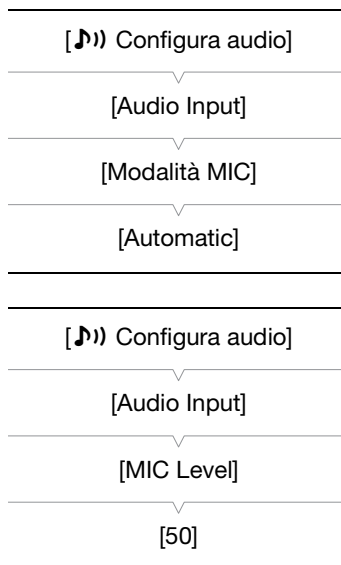 [♪)) Configura audio]
[Audio Input]
[Modalità MIC]
[Automatic]
[♪)) Configura audio]
[Audio Input]
[MIC Level]
[50]